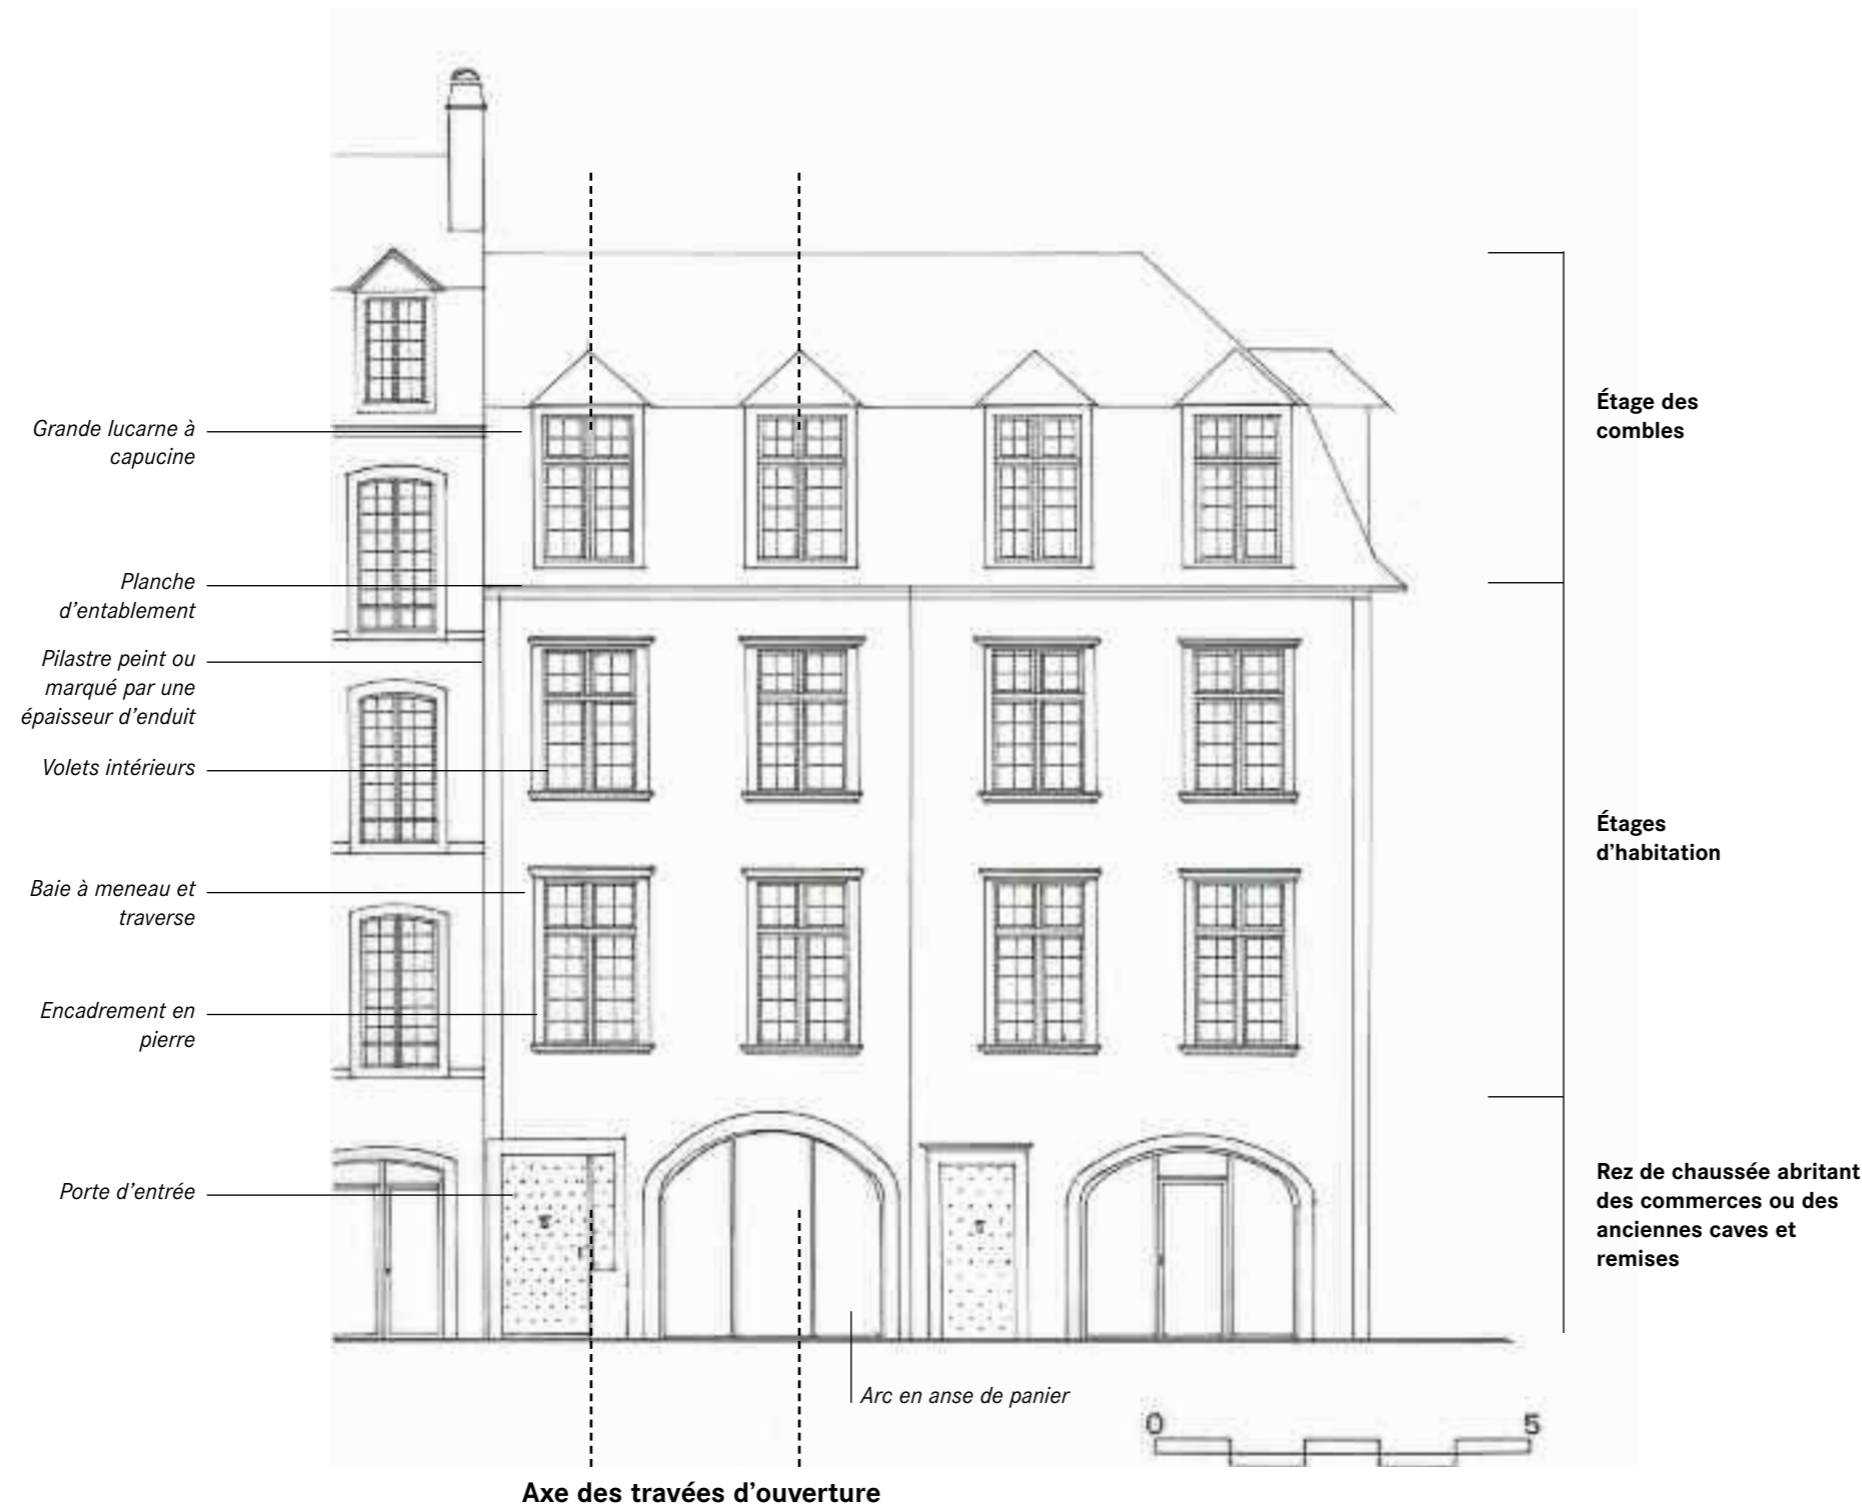 Grande lucarne à
capucine
Planche
d’entablement
Pilastre peint ou
marqué par une
épaisseur d’enduit
Volets intérieurs
Baie à meneau et
traverse
Encadrement en
pierre
Porte d’entrée
Étage des
combles
Étages
d’habitation
Rez de chaussée abritant
des commerces ou des
anciennes caves et
remises
Arc en anse de panier
0 5
Axe des travées d’ouverture